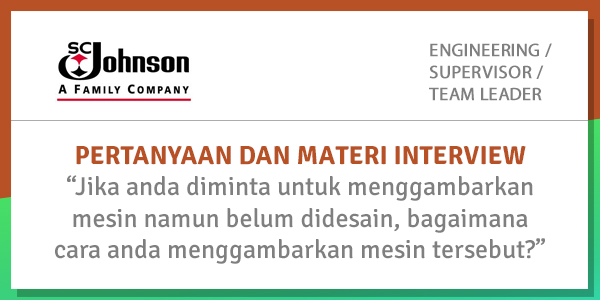 SC Johnson
A FAMILY COMPANY
ENGINEERING /
SUPERVISOR /
TEAM LEADER
PERTANYAAN DAN MATERI INTERVIEW
“Jika anda diminta untuk menggambarkan
mesin namun belum didesain, bagaimana
cara anda menggambarkan mesin tersebut?”